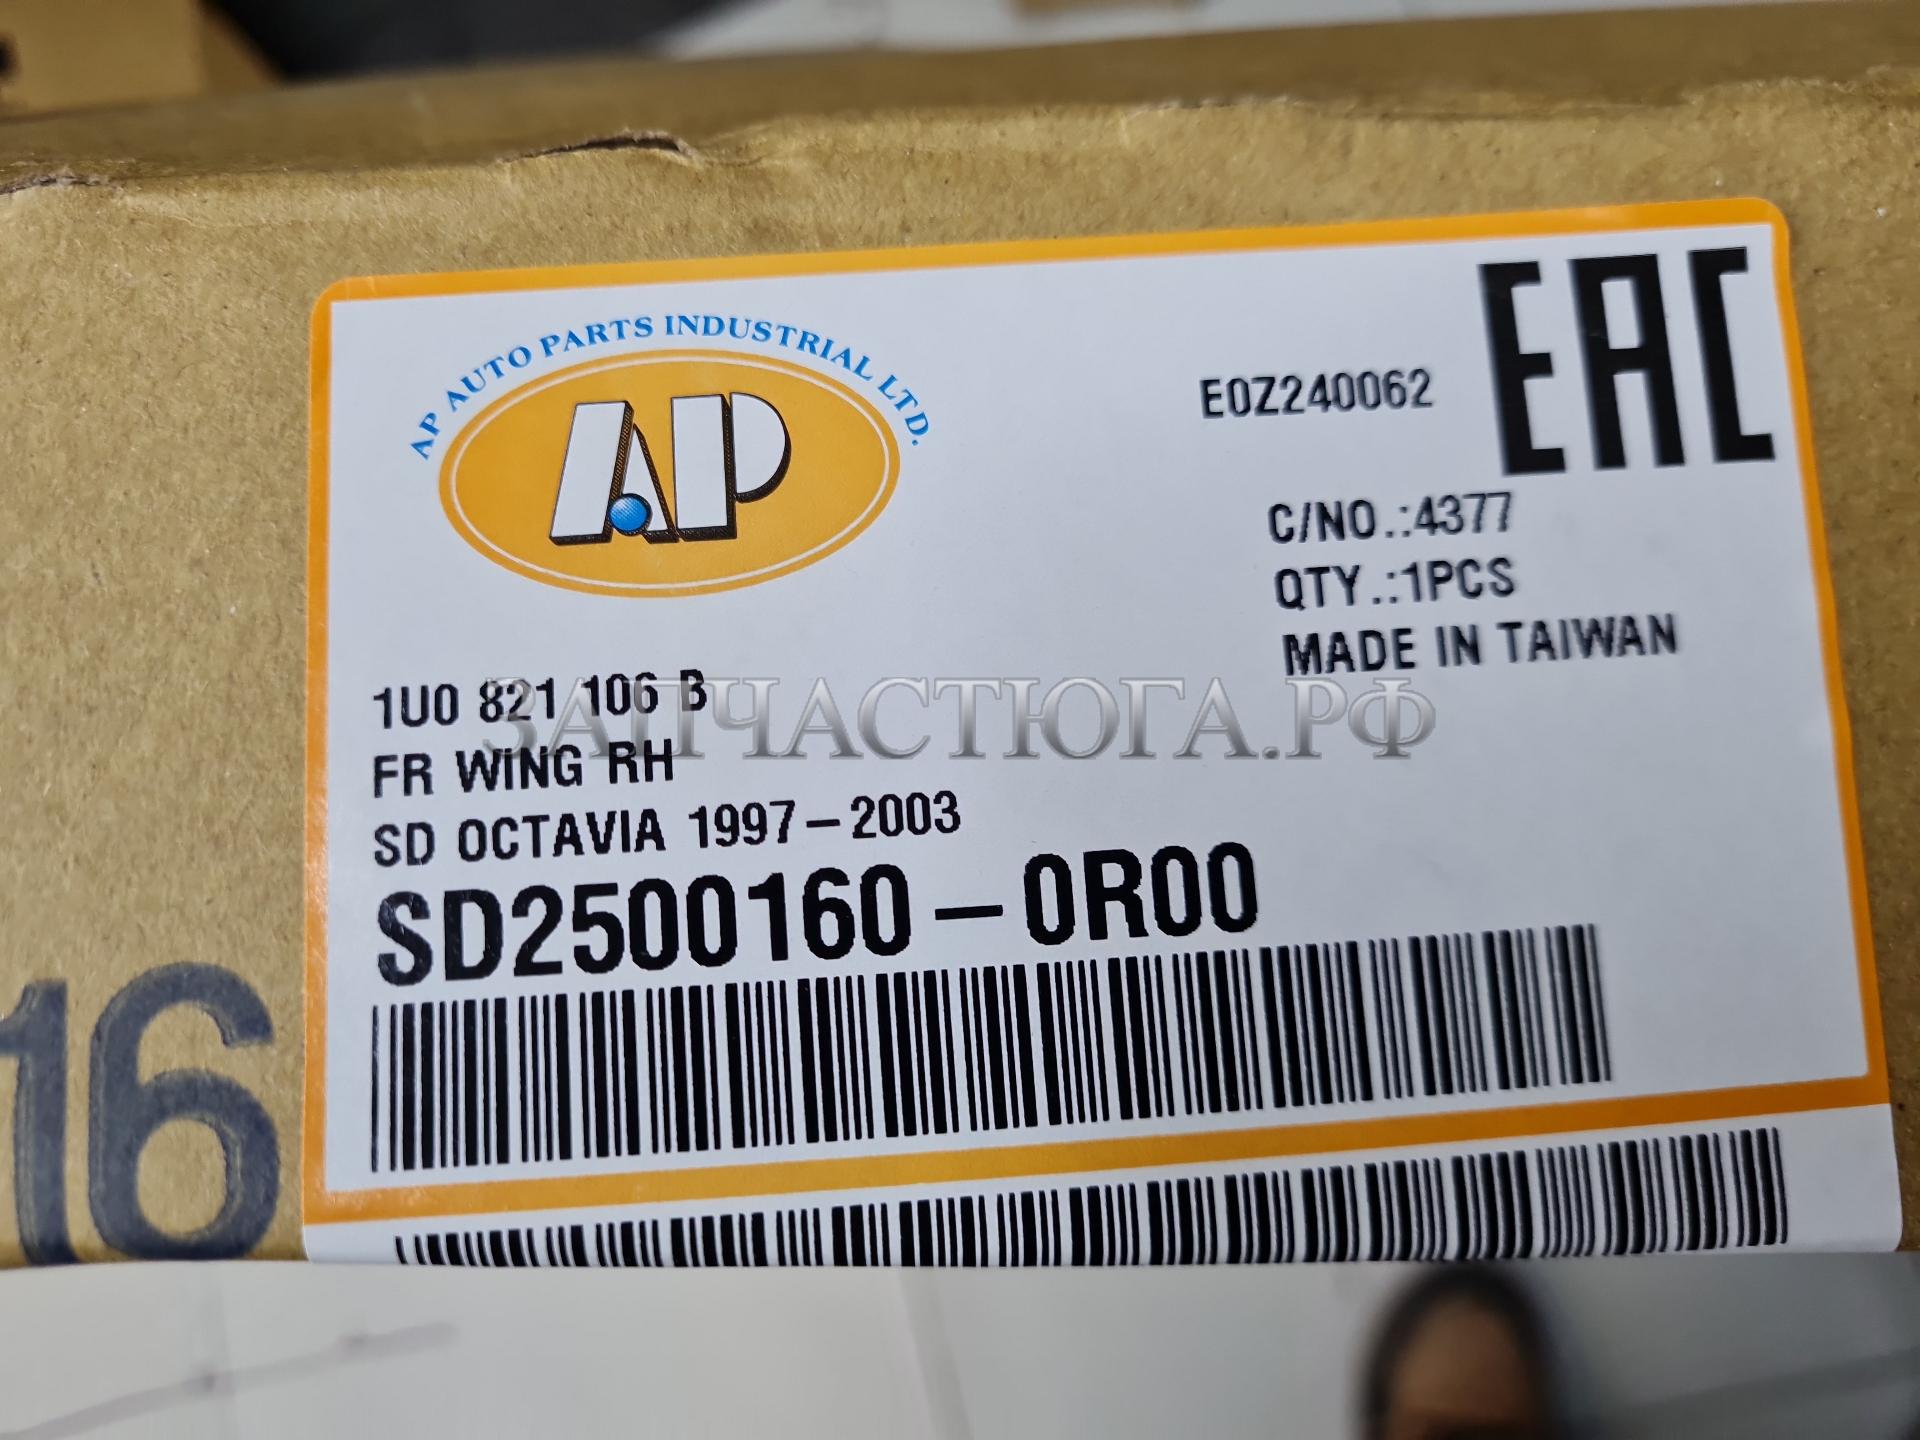 AP AUTO PARTS INDUSTRIAL LTD.
AP
E0Z240062
EAC
C/NO.:4377
QTY.:1PCS
MADE IN TAIWAN
1U0 821 106 B
ЗАПЧАСТЮГА.РФ
FR WING RH
SD OCTAVIA 1997-2003
SD2500160-0R00
16